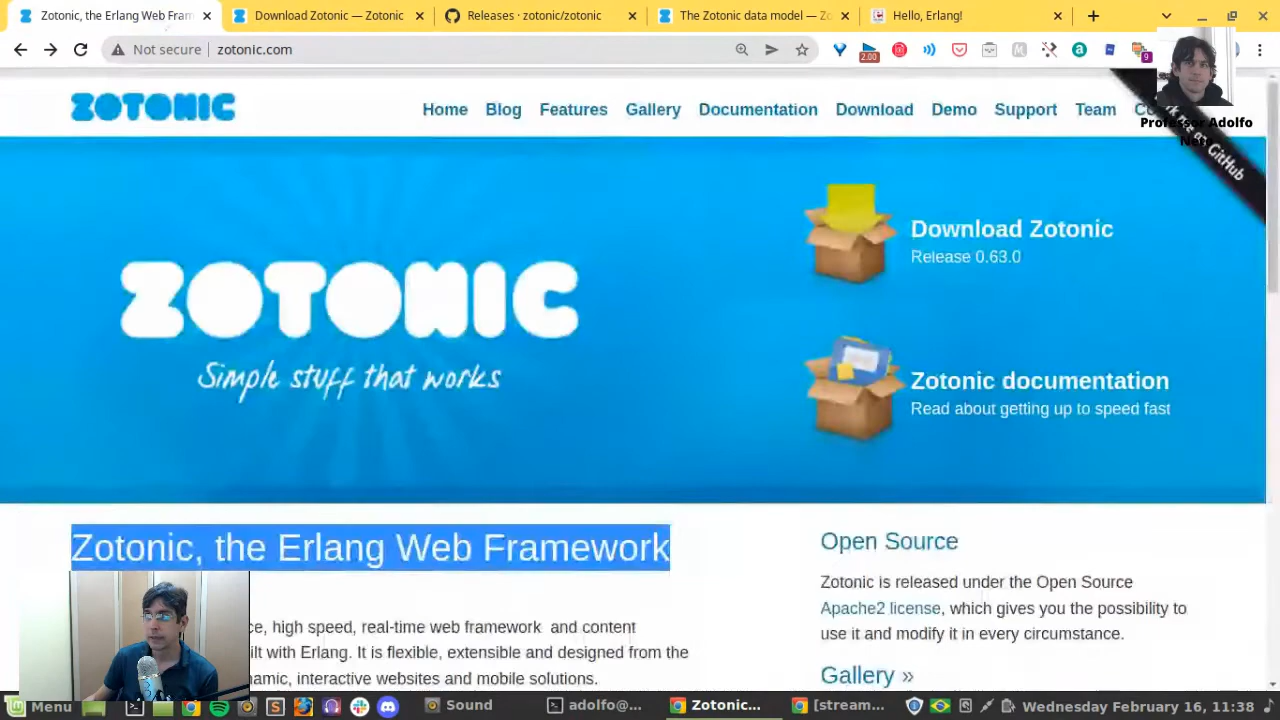 Zotonic, the Erlang Web Fram
Download Zotonic — Zotonic
Releases · zotonic/zotonic
The Zotonic data model — Zo
Hello, Erlang!
Not secure
zotonic.com
2.00
9
ZOTONIC
Home
Blog
Features
Gallery
Documentation
Download
Demo
Support
Team
Professor Adolfo
GitHub
ZOTONIC
Simple stuff that works
Download Zotonic
Release 0.63.0
Zotonic documentation
Read about getting up to speed fast
Zotonic, the Erlang Web Framework
high speed, real-time web framework and content
with Erlang. It is flexible, extensible and designed from the
interactive websites and mobile solutions.
Open Source
Zotonic is released under the Open Source
Apache2 license, which gives you the possibility to
use it and modify it in every circumstance.
Gallery »
Menu
Sound
adolfo@...
Zotonic...
[stream...
Wednesday February 16, 11:38